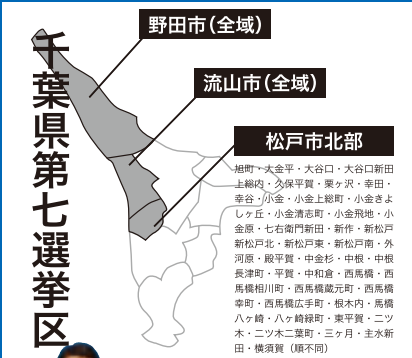 千葉県第七選挙区
野田市(全域)
流山市(全域)
松戸市北部
旭町・大金平・大谷口・大谷口新田
上総内・久保平賀・栗ヶ沢・幸田・
幸谷・小金・小金上総町・小金きよ
しヶ丘・小金清志町・小金飛地・小
金原・七右衛門新田・新作・新松戸
新松戸北・新松戸東・新松戸南・外
河原・殿平賀・中金杉・中根・中根
長津町・平賀・中和倉・西馬橋・西
馬橋相川町・西馬橋蔵元町・西馬橋
幸町・西馬橋広手町・根木内・馬橋
八ヶ崎・八ヶ崎緑町・東平賀・二ツ
木・二ツ木二葉町・三ヶ月・主水新
田・横須賀(順不同)